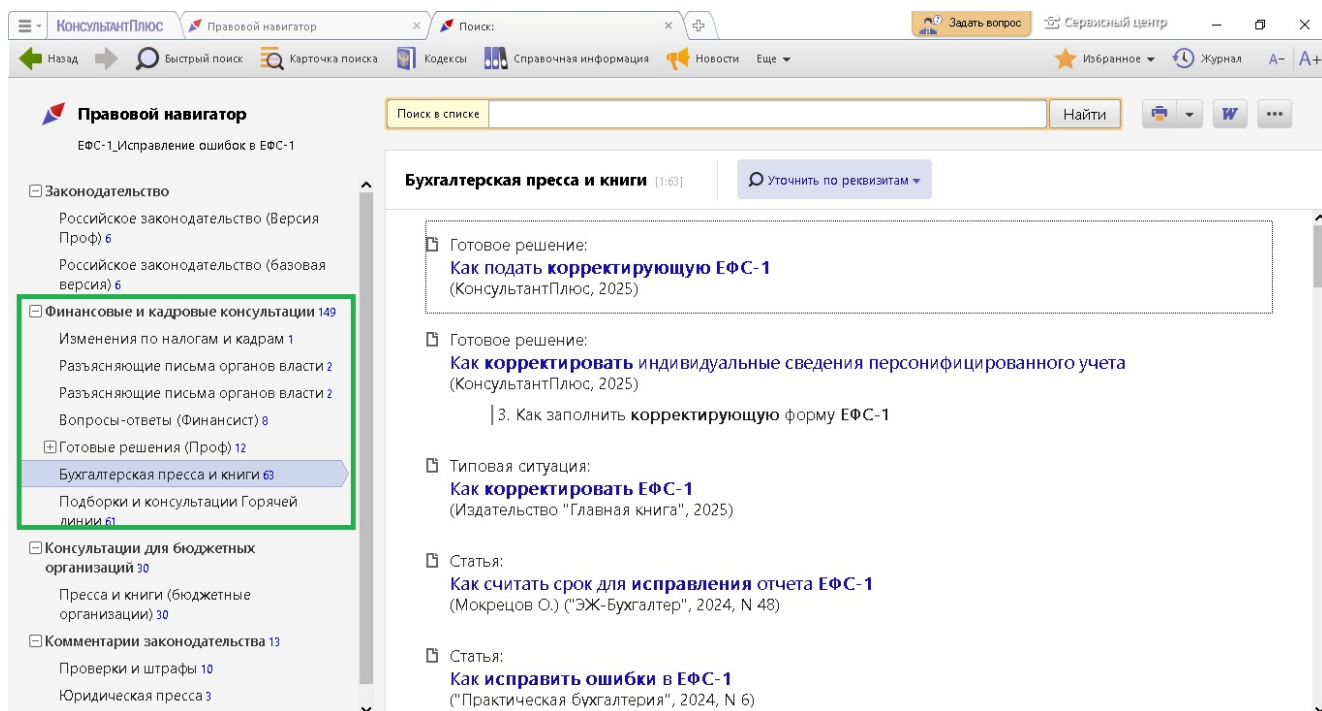 КонсультантПлюс
Правовой навигатор
Поиск:
Задать вопрос
Сервисный центр
Назад
Быстрый поиск
Карточка поиска
Кодексы
Справочная информация
Новости
Еще
Избранное
Журнал
A- A+
Правовой навигатор
ЕФС-1_Исправление ошибок в ЕФС-1
Законодательство
Российское законодательство (Версия
Проф) 6
Российское законодательство (базовая
версия) 6
Финансовые и кадровые консультации 149
Изменения по налогам и кадрам 1
Разъясняющие письма органов власти 2
Разъясняющие письма органов власти 2
Вопросы-ответы (Финансист) 8
Готовые решения (Проф) 12
Бухгалтерская пресса и книги 63
Подборки и консультации Горячей
линии 61
Консультации для бюджетных
организаций 30
Пресса и книги (бюджетные
организации) 30
Комментарии законодательства 13
Проверки и штрафы 10
Юридическая пресса 3
Поиск в списке
Найти
W
Бухгалтерская пресса и книги [1:63]
Уточнить по реквизитам
Готовое решение:
Как подать корректирующую ЕФС-1
(КонсультантПлюс, 2025)
Готовое решение:
Как корректировать индивидуальные сведения персонифицированного учета
(КонсультантПлюс, 2025)
3. Как заполнить корректирующую форму ЕФС-1
Типовая ситуация:
Как корректировать ЕФС-1
(Издательство "Главная книга", 2025)
Статья:
Как считать срок для исправления отчета ЕФС-1
(Мокрецов О.) ("ЭЖ-Бухгалтер", 2024, N 48)
Статья:
Как исправить ошибки в ЕФС-1
("Практическая бухгалтерия", 2024, N 6)